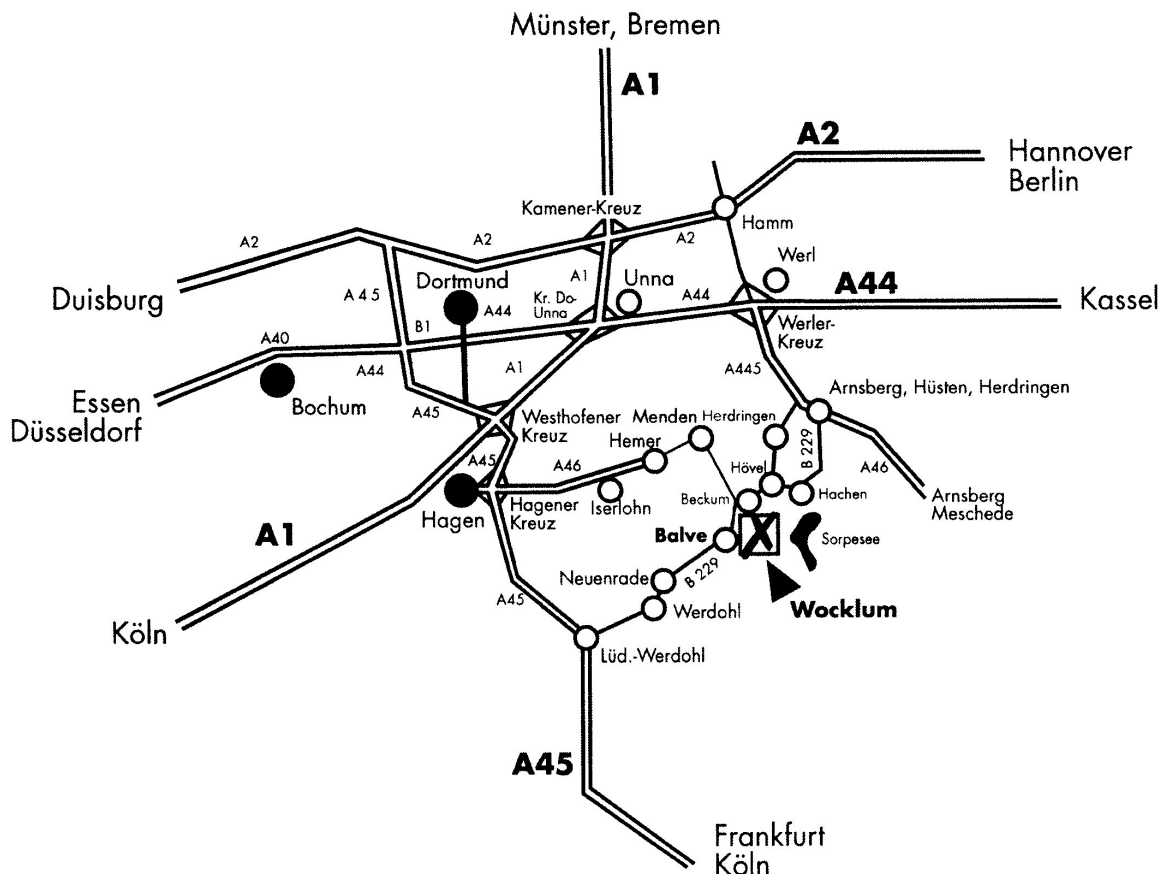 Münster, Bremen
A1
A2
Hannover
Berlin
Kamener-Kreuz
Hamm
A2
A2
A2
Werl
A1
Unna
Dortmund
A44
Duisburg
A 4 5
A44
Kr. Do-
Unna
A44
Kassel
B1
Werler-
Kreuz
A40
A44
A1
A445
Essen
Düsseldorf
Bochum
A45
Arnsberg, Hüsten, Herdringen
Westhofener
Kreuz
Menden
Herdringen
Hemer
B 229
A45
A46
Hövel
A46
Hagen
Hagener
Kreuz
Iserlohn
Beckum
Hachen
Arnsberg
Meschede
A1
Balve
X
Sorpesee
B 229
Neuenrade
A45
Werdohl
Wocklum
Köln
Lüd.-Werdohl
A45
Frankfurt
Köln